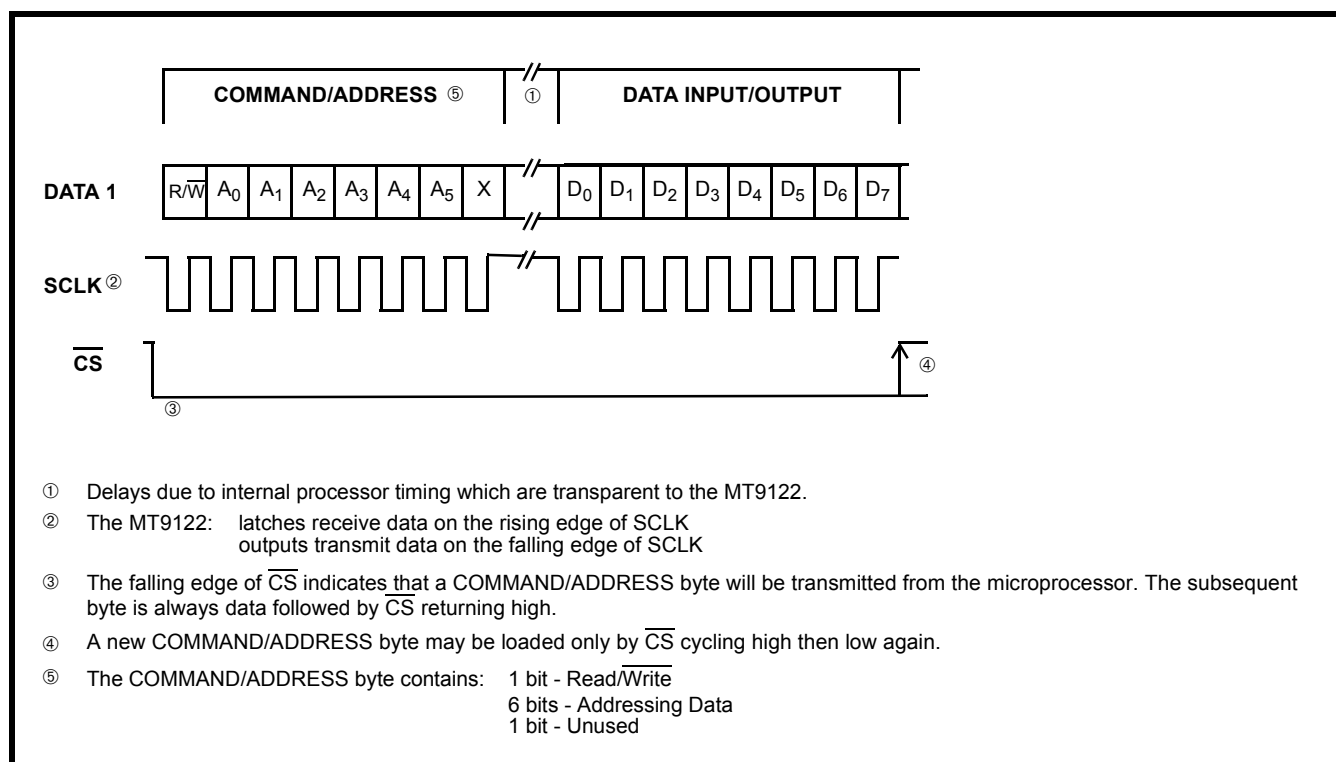 COMMAND/ADDRESS ⑤ ① DATA INPUT/OUTPUT
DATA 1 R/W̅ A₀ A₁ A₂ A₃ A₄ A₅ X D₀ D₁ D₂ D₃ D₄ D₅ D₆ D₇
SCLK ②
C̅S̅ ④
③
① Delays due to internal processor timing which are transparent to the MT9122.
② The MT9122: latches receive data on the rising edge of SCLK
outputs transmit data on the falling edge of SCLK
③ The falling edge of C̅S̅ indicates that a COMMAND/ADDRESS byte will be transmitted from the microprocessor. The subsequent
byte is always data followed by C̅S̅ returning high.
④ A new COMMAND/ADDRESS byte may be loaded only by C̅S̅ cycling high then low again.
⑤ The COMMAND/ADDRESS byte contains: 1 bit - Read/W̅r̅i̅t̅e̅
6 bits - Addressing Data
1 bit - Unused